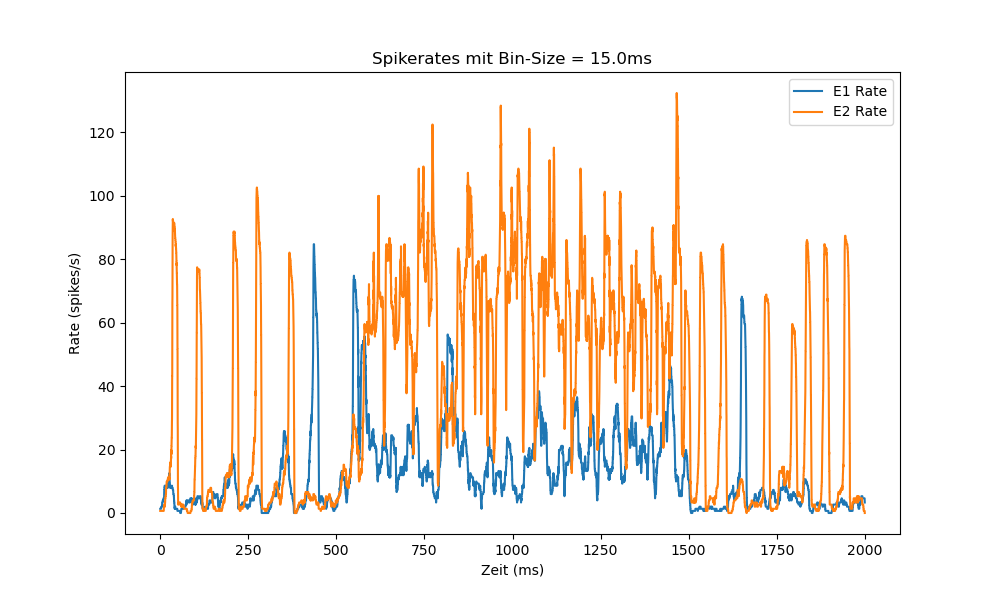 Spikerates mit Bin-Size = 15.0ms
E1 Rate
E2 Rate
Rate (spikes/s)
120
100
80
60
40
20
0
0 250 500 750 1000 1250 1500 1750 2000
Zeit (ms)